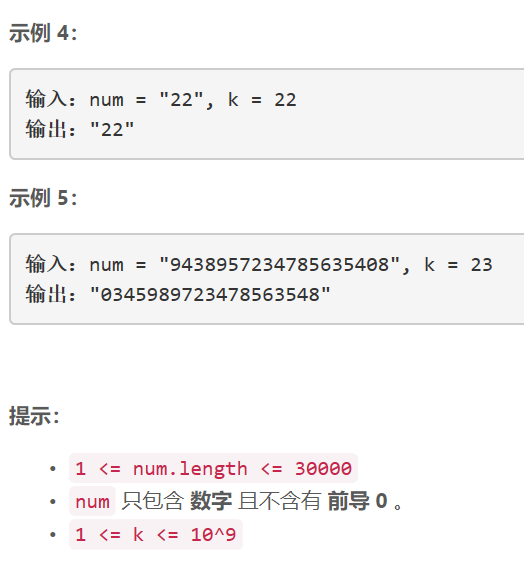 示例 4：
输入：num = "22", k = 22
输出："22"
示例 5：
输入：num = "9438957234785635408", k = 23
输出："0345989723478563548"
提示：
• 1 <= num.length <= 30000
• num 只包含 数字 且不含有 前导 0 。
• 1 <= k <= 10^9